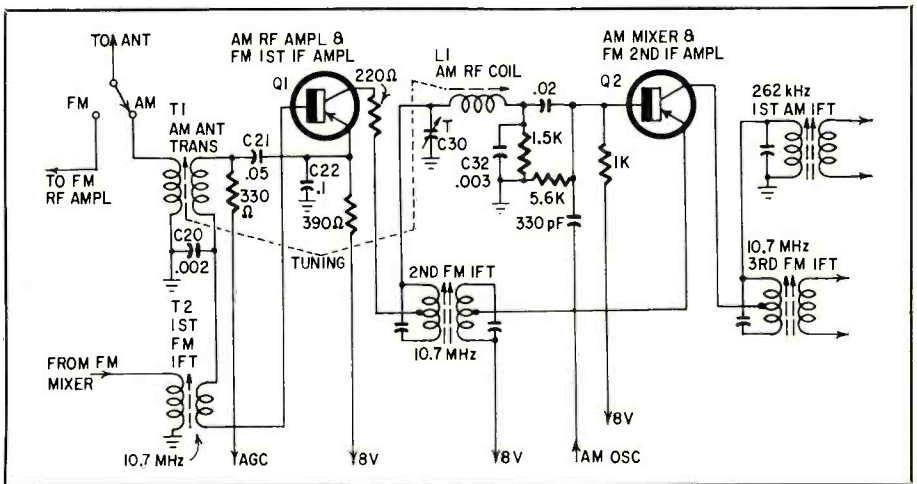 TO ANT
FM
AM
T1
AM ANT
TRANS
TO FM
RF AMPL
C20
.002
T2
1ST
FM
IFT
FROM FM
MIXER
10.7 MHz
AM RF AMPL &
FM 1ST IF AMPL
Q1
220Ω
C21
.05
330
Ω
C22
.1
390Ω
TUNING
AGC
8V
L1
AM RF COIL
T
C30
C32
.003
.02
1.5K
5.6K
330 pF
2ND FM IFT
10.7 MHz
8V
AM OSC
AM MIXER &
FM 2ND IF AMPL
Q2
1K
8V
262 kHz
1ST AM IFT
10.7 MHz
3RD FM IFT